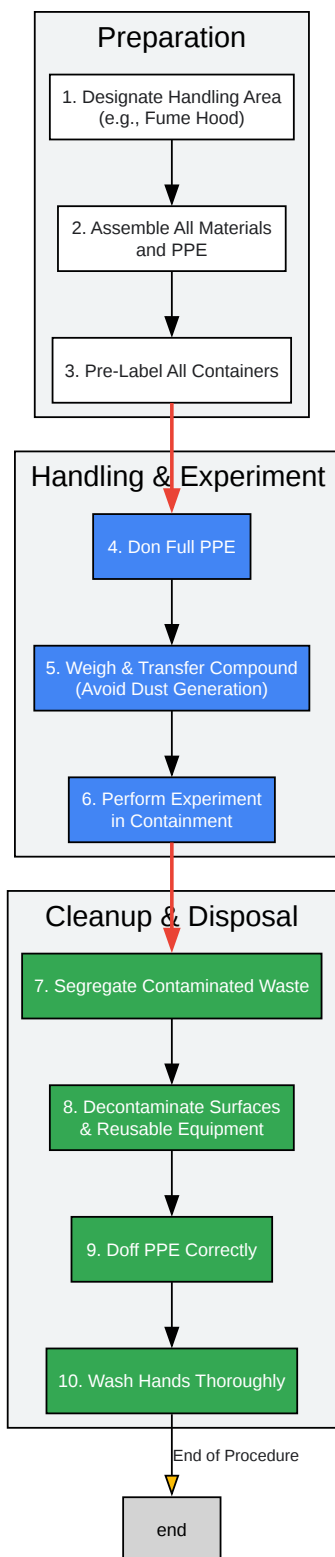 Preparation
1. Designate Handling Area
(e.g., Fume Hood)
2. Assemble All Materials
and PPE
3. Pre-Label All Containers
Handling & Experiment
4. Don Full PPE
5. Weigh & Transfer Compound
(Avoid Dust Generation)
6. Perform Experiment
in Containment
Cleanup & Disposal
7. Segregate Contaminated Waste
8. Decontaminate Surfaces
& Reusable Equipment
9. Doff PPE Correctly
10. Wash Hands Thoroughly
End of Procedure
end